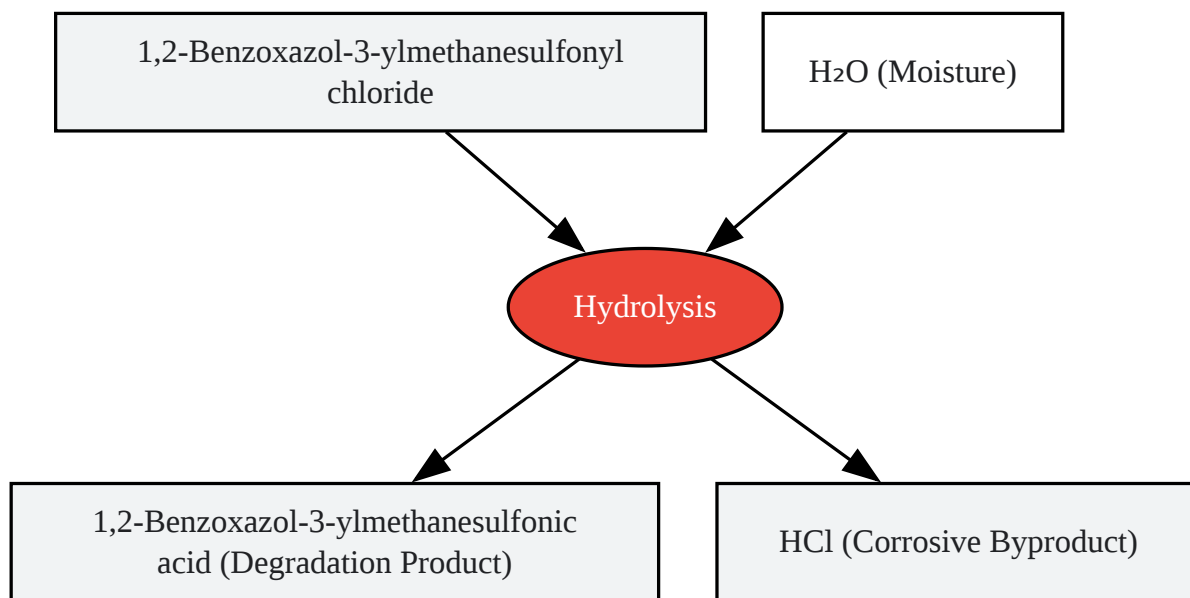 1,2-Benzoxazol-3-ylmethanesulfonyl
chloride
H₂O (Moisture)
Hydrolysis
1,2-Benzoxazol-3-ylmethanesulfonic
acid (Degradation Product)
HCl (Corrosive Byproduct)